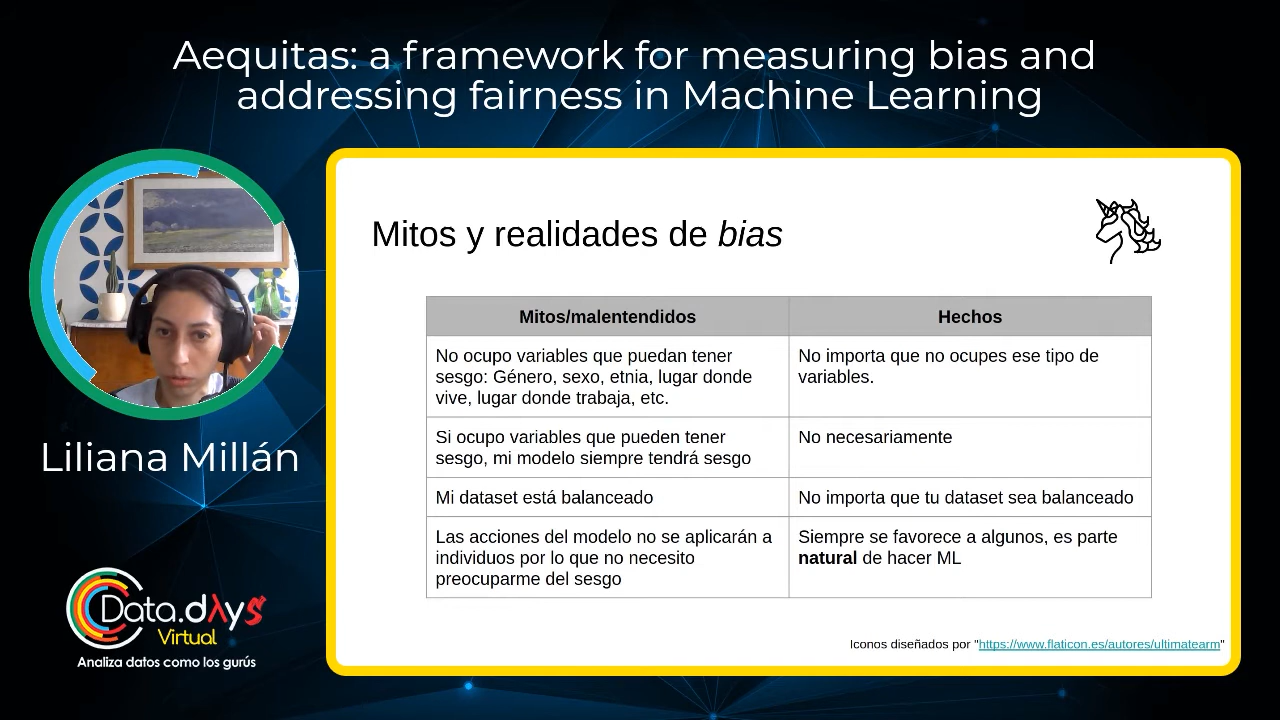 Aequitas: a framework for measuring bias and
addressing fairness in Machine Learning
Liliana Millán
Data.dλys
Virtual
Analiza datos como los gurús
Mitos y realidades de bias
Mitos/malentendidos
Hechos
No ocupo variables que puedan tener
sesgo: Género, sexo, etnia, lugar donde
vive, lugar donde trabaja, etc.
No importa que no ocupes ese tipo de
variables.
Si ocupo variables que pueden tener
sesgo, mi modelo siempre tendrá sesgo
No necesariamente
Mi dataset está balanceado
No importa que tu dataset sea balanceado
Las acciones del modelo no se aplicarán a
individuos por lo que no necesito
preocuparme del sesgo
Siempre se favorece a algunos, es parte
natural de hacer ML
Iconos diseñados por "https://www.flaticon.es/autores/ultimatearm"